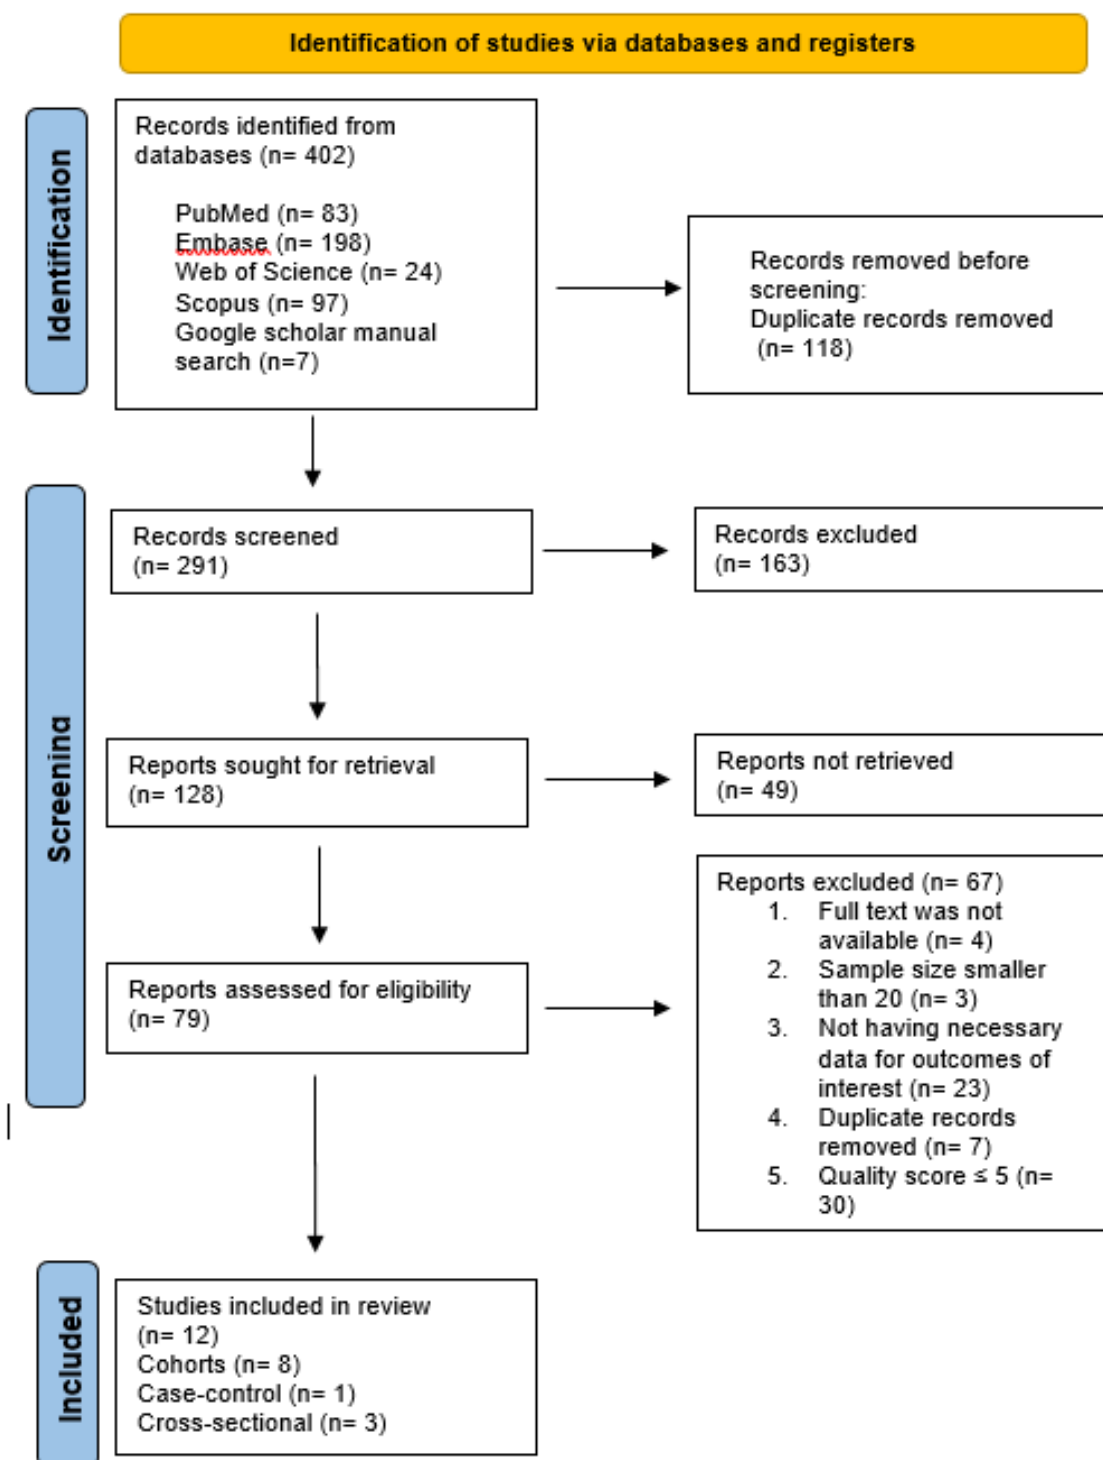 Identification of studies via databases and registers
Identification
Records identified from
databases (n= 402)
PubMed (n= 83)
Embase (n= 198)
Web of Science (n= 24)
Scopus (n= 97)
Google scholar manual
search (n=7)
Records removed before
screening:
Duplicate records removed
(n= 118)
Screening
Records screened
(n= 291)
Records excluded
(n= 163)
Reports sought for retrieval
(n= 128)
Reports not retrieved
(n= 49)
Reports assessed for eligibility
(n= 79)
Reports excluded (n= 67)
1. Full text was not
available (n= 4)
2. Sample size smaller
than 20 (n= 3)
3. Not having necessary
data for outcomes of
interest (n= 23)
4. Duplicate records
removed (n= 7)
5. Quality score ≤ 5 (n=
30)
Included
Studies included in review
(n= 12)
Cohorts (n= 8)
Case-control (n= 1)
Cross-sectional (n= 3)